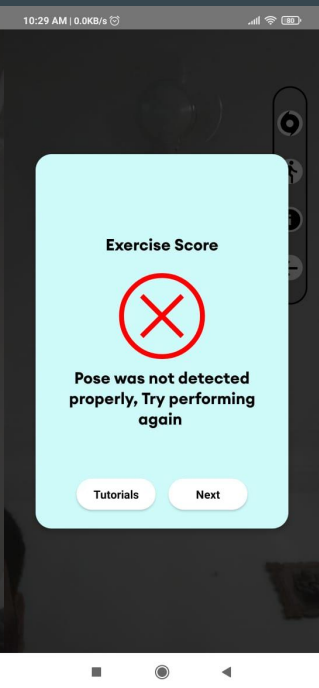 10:29 AM | 0.0KB/s
80
Exercise Score
Pose was not detected
properly, Try performing
again
Tutorials
Next